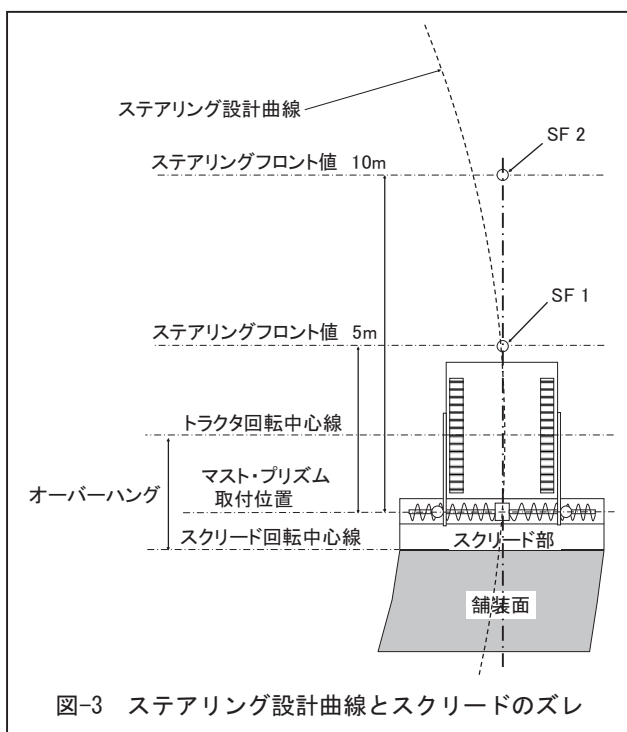 ステアリング設計曲線
SF 2
ステアリングフロント値 10m
SF 1
ステアリングフロント値 5m
トラクタ回転中心線
オーバーハング
マスト・プリズム
取付位置
スクリード回転中心線
スクリード部
舗装面
図-3 ステアリング設計曲線とスクリードのズレ